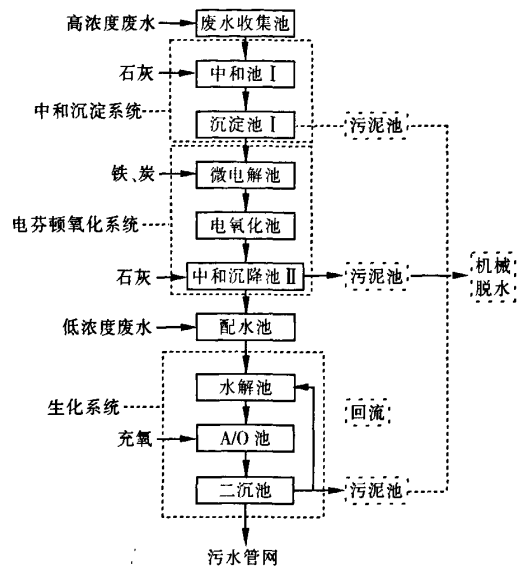 高浓度废水
废水收集池
石灰
中和池Ⅰ
中和沉淀系统
沉淀池Ⅰ
污泥池
铁、炭
微电解池
电芬顿氧化系统
电氧化池
石灰
中和沉降池Ⅱ
污泥池
机械
脱水
低浓度废水
配水池
水解池
生化系统
回流
充氧
A/O池
二沉池
污泥池
污水管网